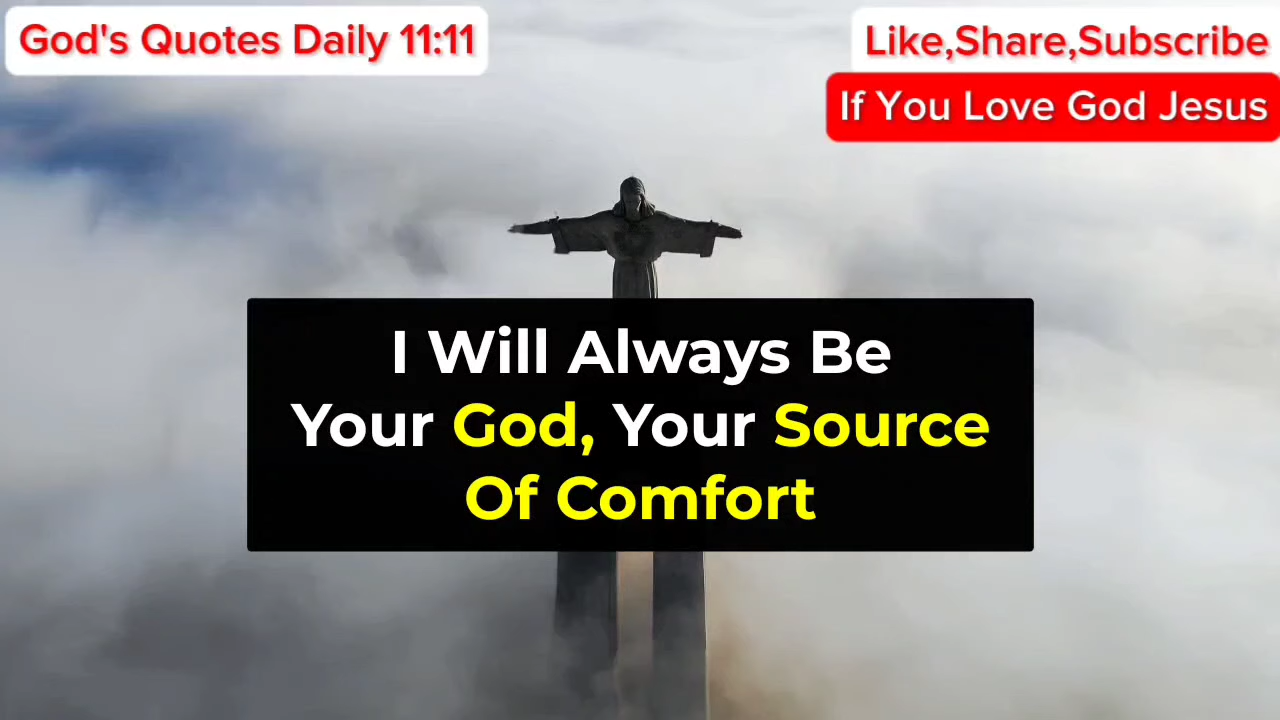 God's Quotes Daily 11:11
Like,Share,Subscribe
If You Love God Jesus
I Will Always Be
Your God, Your Source
Of Comfort